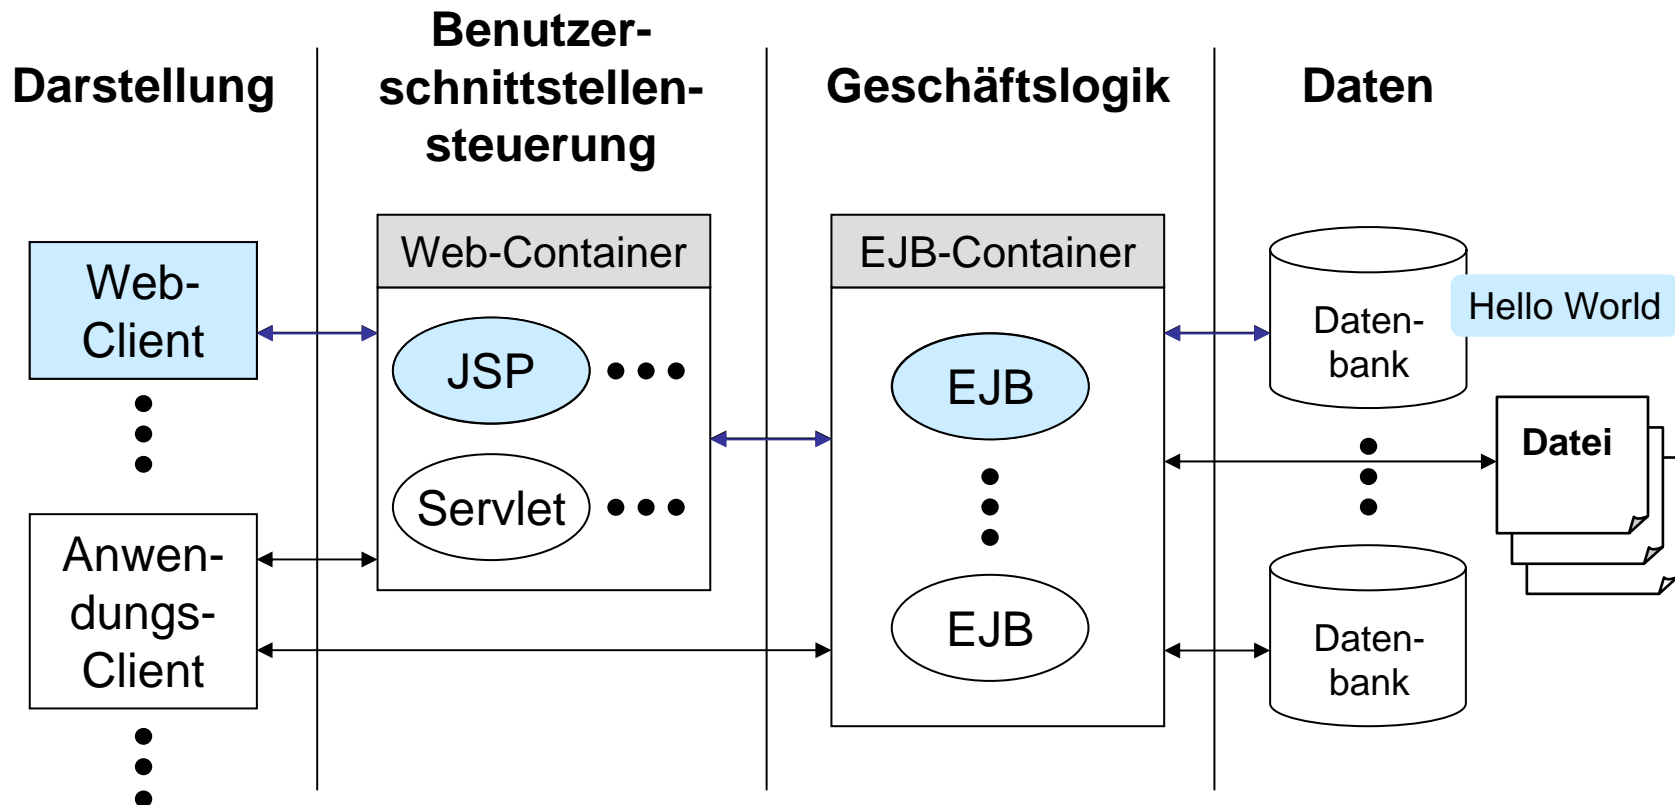 Darstellung
Benutzer-
schnittstellen-
steuerung
Geschäftslogik
Daten
Web-
Client
Anwen-
dungs-
Client
Web-Container
JSP
Servlet
EJB-Container
EJB
EJB
Daten-
bank
Hello World
Datei
Daten-
bank